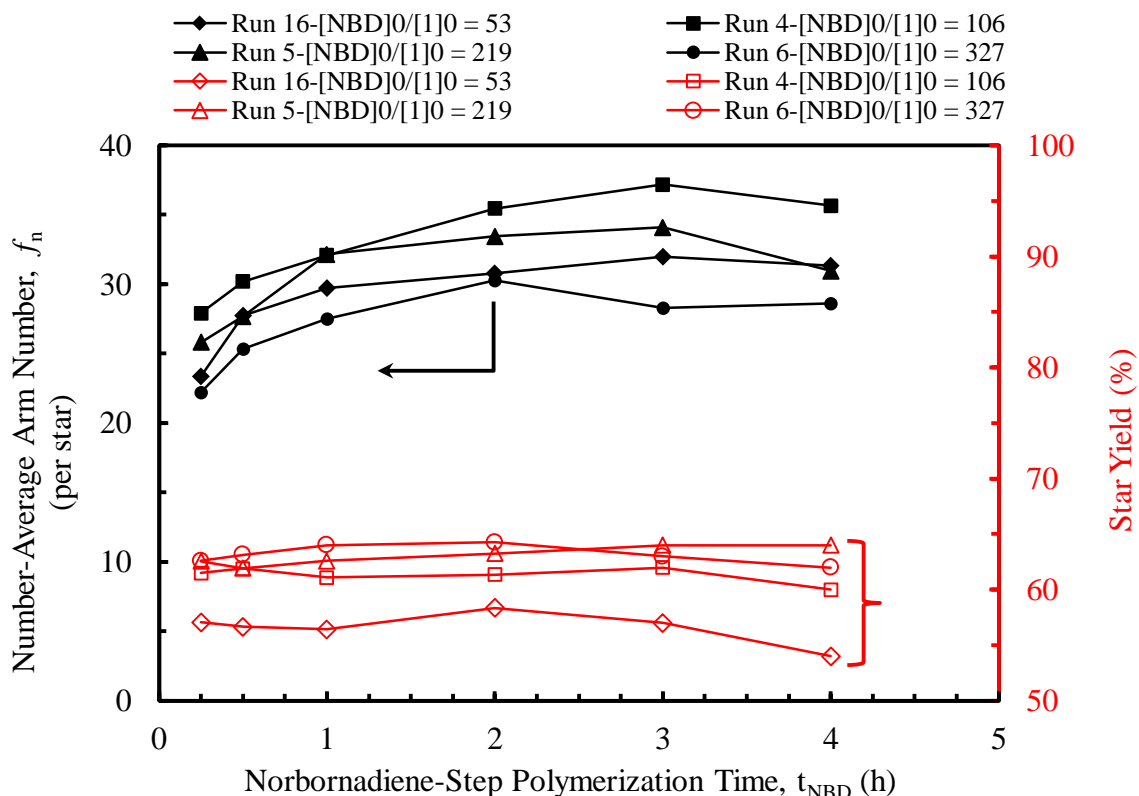 Run 16-[NBD]0/[1]0 = 53
Run 4-[NBD]0/[1]0 = 106
Run 5-[NBD]0/[1]0 = 219
Run 6-[NBD]0/[1]0 = 327
Run 16-[NBD]0/[1]0 = 53
Run 4-[NBD]0/[1]0 = 106
Run 5-[NBD]0/[1]0 = 219
Run 6-[NBD]0/[1]0 = 327
Number-Average Arm Number, fn
(per star)
40
30
20
10
0
100
90
80
70
60
50
Star Yield (%)
0 1 2 3 4 5
Norbornadiene-Step Polymerization Time, tNBD (h)